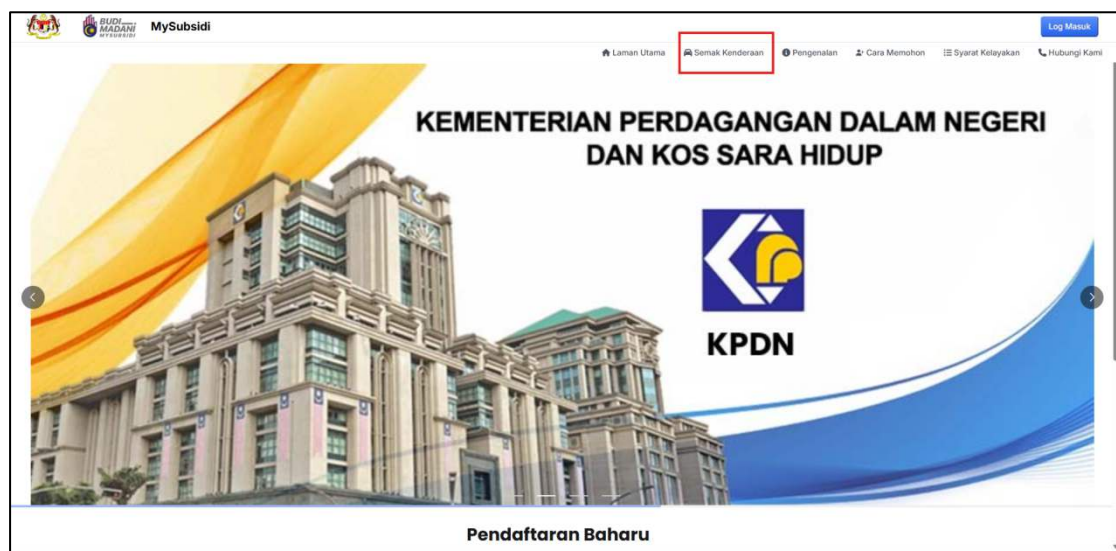 BUDI
MADANI
MYSUBSIDI
MySubsidi
Log Masuk
Laman Utama
Semak Kenderaan
Pengenalan
Cara Memohon
Syarat Kelayakan
Hubungi Kami
KEMENTERIAN PERDAGANGAN DALAM NEGERI
DAN KOS SARA HIDUP
KPDN
Pendaftaran Baharu